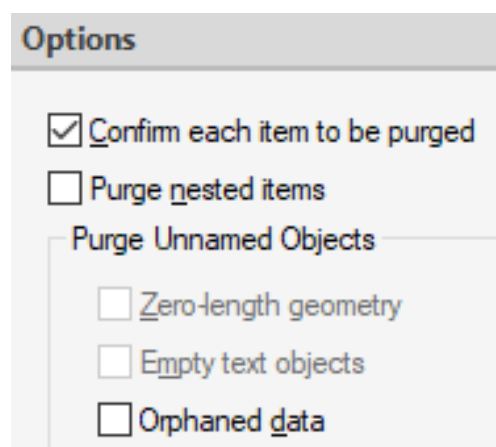 Options
Confirm each item to be purged
Purge nested items
Purge Unnamed Objects
Zero-length geometry
Empty text objects
Orphaned data